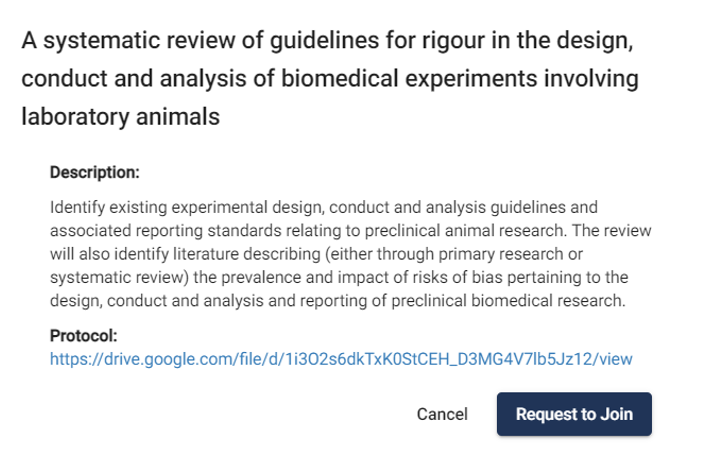 A systematic review of guidelines for rigour in the design,
conduct and analysis of biomedical experiments involving
laboratory animals
Description:
Identify existing experimental design, conduct and analysis guidelines and
associated reporting standards relating to preclinical animal research. The review
will also identify literature describing (either through primary research or
systematic review) the prevalence and impact of risks of bias pertaining to the
design, conduct and analysis and reporting of preclinical biomedical research.
Protocol:
https://drive.google.com/file/d/1i3O2s6dkTxK0StCEH_D3MG4V7lb5Jz12/view
Cancel
Request to Join